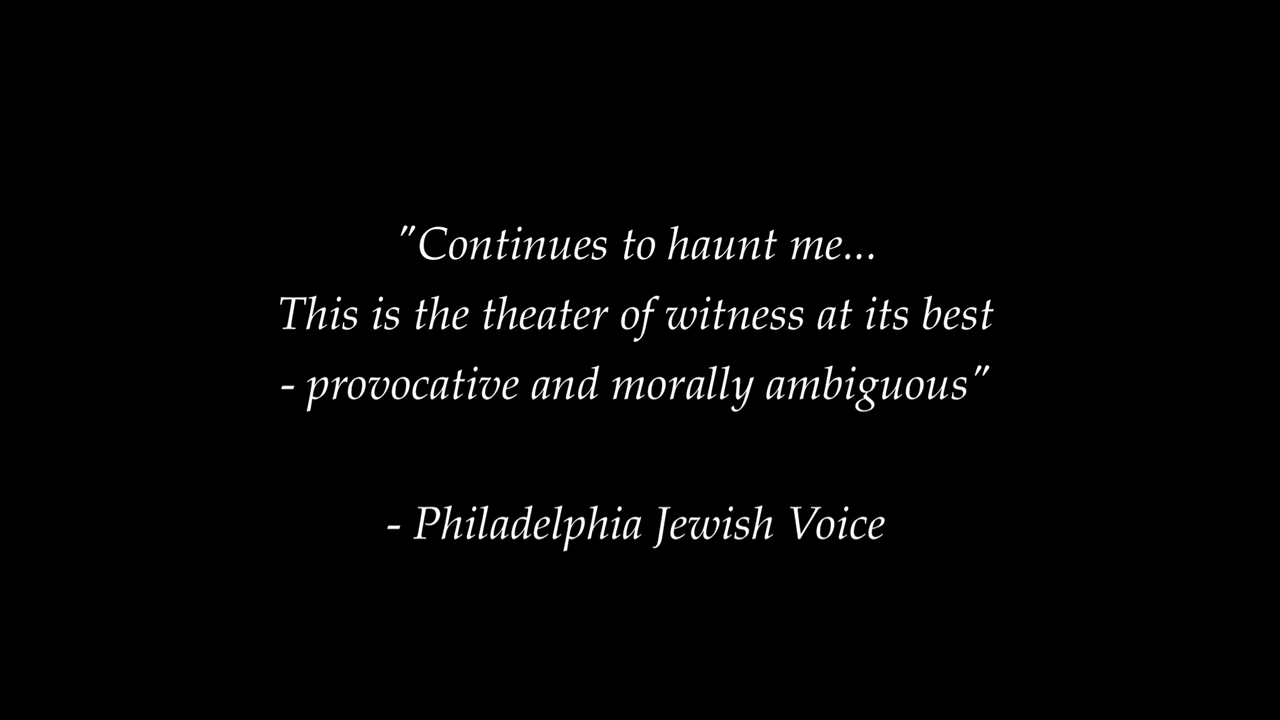 "Continues to haunt me...
This is the theater of witness at its best
- provocative and morally ambiguous"
- Philadelphia Jewish Voice